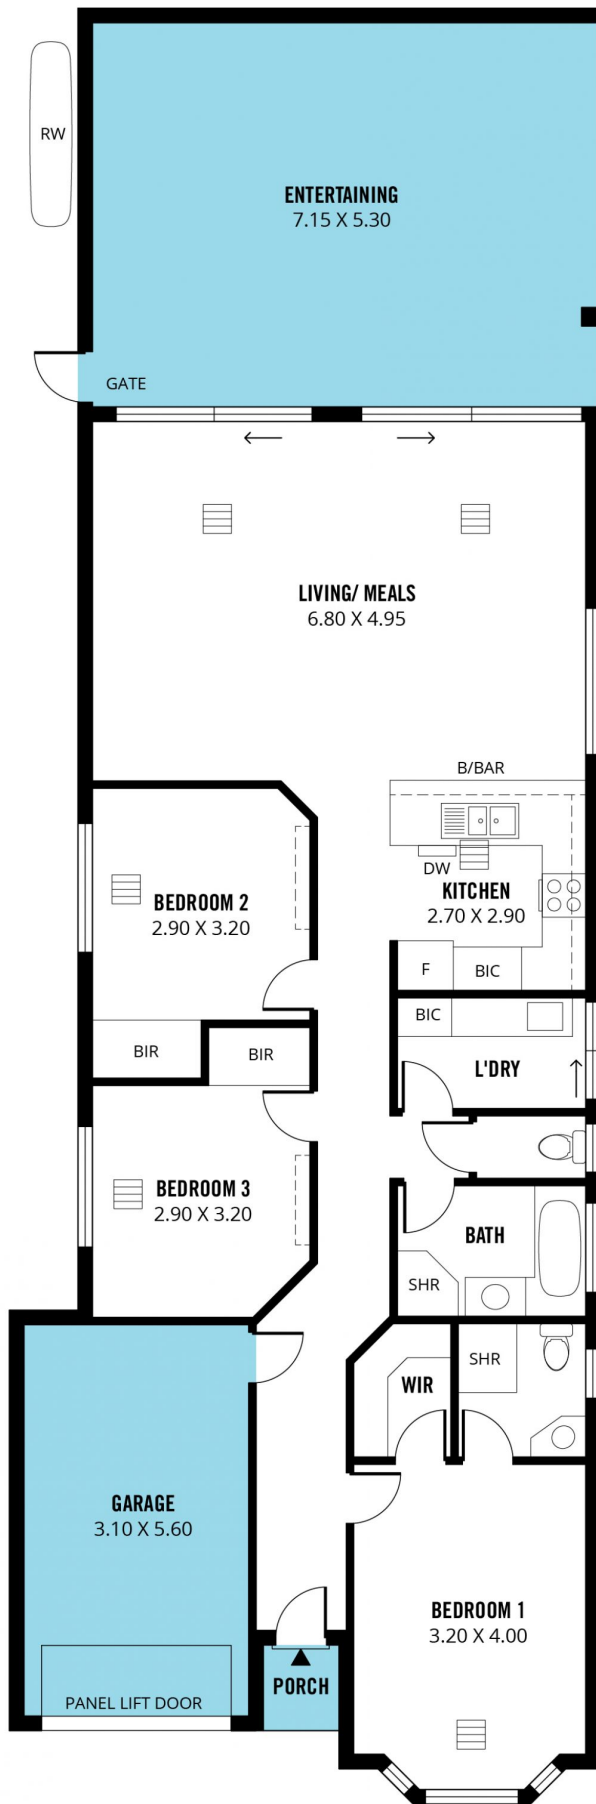 RW
ENTERTAINING
7.15 X 5.30
GATE
LIVING/ MEALS
6.80 X 4.95
B/BAR
DW
KITCHEN
2.70 X 2.90
BEDROOM 2
2.90 X 3.20
F
BIC
BIC
BIR
BIR
L'DRY
BEDROOM 3
2.90 X 3.20
BATH
SHR
SHR
WIR
GARAGE
3.10 X 5.60
BEDROOM 1
3.20 X 4.00
PORCH
PANEL LIFT DOOR